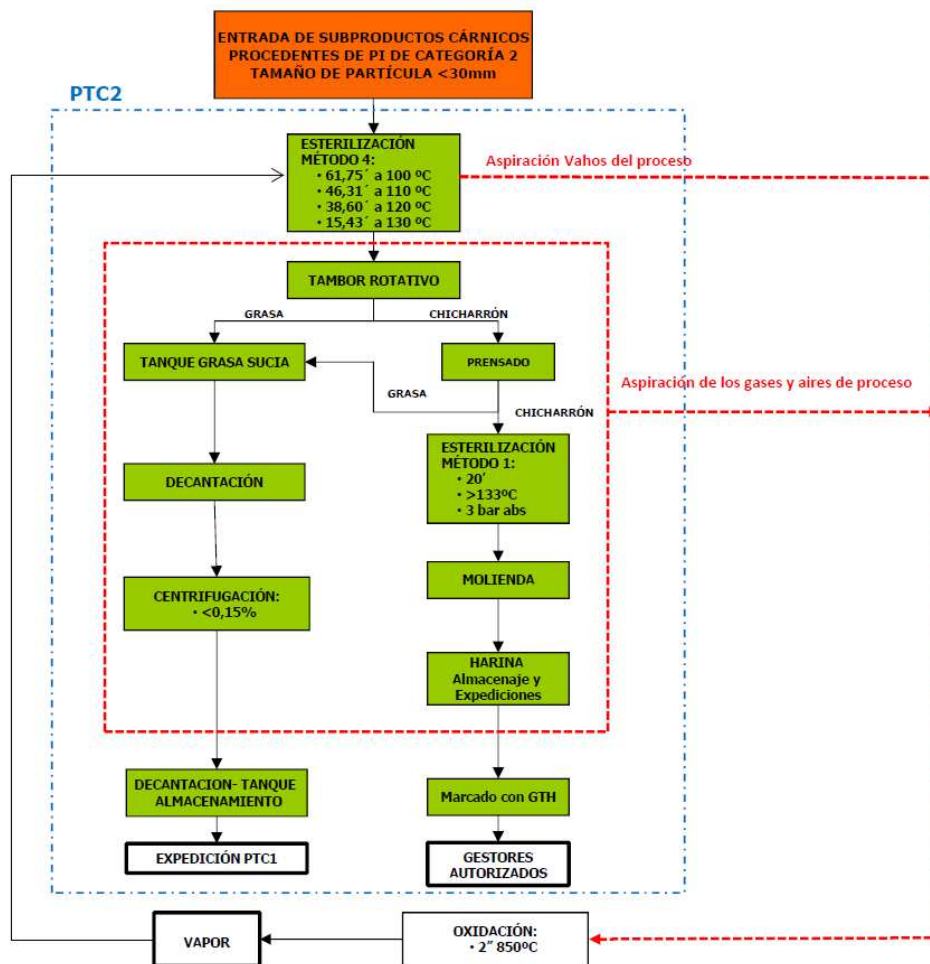 ENTRADA DE SUBPRODUCTOS CÁRNICOS
PROCEDENTES DE PI DE CATEGORÍA 2
TAMAÑO DE PARTÍCULA <30mm
PTC2
ESTERILIZACIÓN
MÉTODO 4:
• 61,75´ a 100 ºC
• 46,31´ a 110 ºC
• 38,60´ a 120 ºC
• 15,43´ a 130 ºC
Aspiración Vahos del proceso
TAMBOR ROTATIVO
GRASA
CHICHARRÓN
TANQUE GRASA SUCIA
PRENSADO
Aspiración de los gases y aires de proceso
GRASA
CHICHARRÓN
ESTERILIZACIÓN
MÉTODO 1:
• 20´
• >133ºC
• 3 bar abs
DECANTACIÓN
MOLIENDA
CENTRIFUGACIÓN:
• <0,15%
HARINA
Almacenaje y
Expediciones
DECANTACION- TANQUE
ALMACENAMIENTO
Marcado con GTH
EXPEDICIÓN PTC1
GESTORES
AUTORIZADOS
VAPOR
OXIDACIÓN:
• 2˝ 850ºC